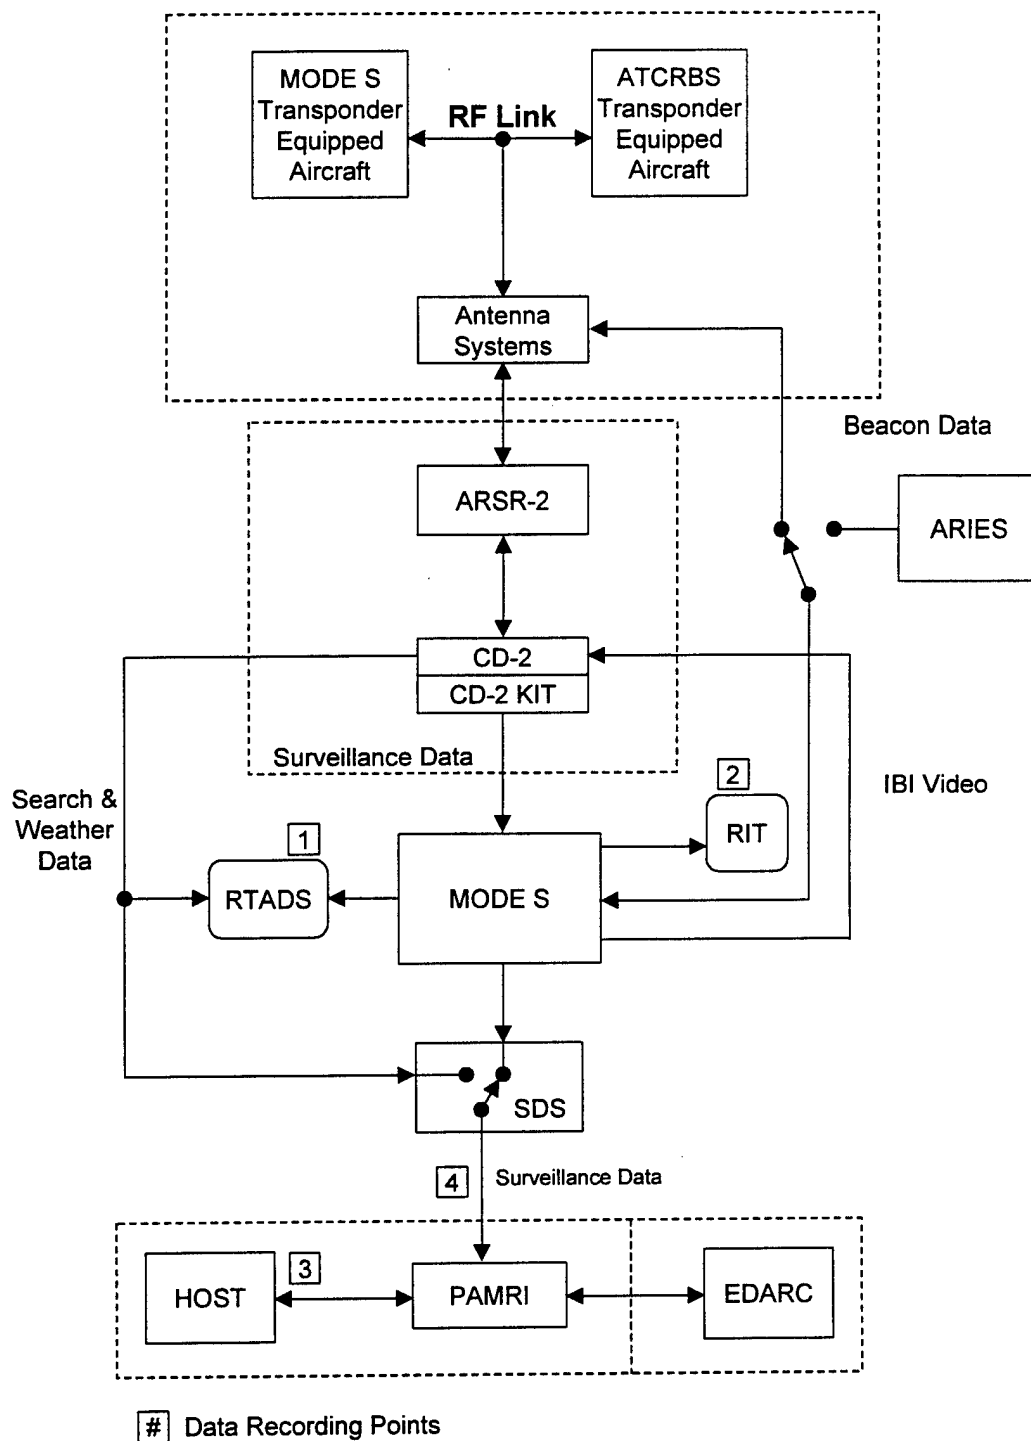 MODE S
Transponder
Equipped
Aircraft
RF Link
ATCRBS
Transponder
Equipped
Aircraft
Antenna
Systems
Beacon Data
ARSR-2
ARIES
CD-2
CD-2 KIT
Surveillance Data
Search &
Weather
Data
IBI Video
1
2
RTADS
MODE S
RIT
SDS
4
Surveillance Data
HOST
3
PAMRI
EDARC
# Data Recording Points